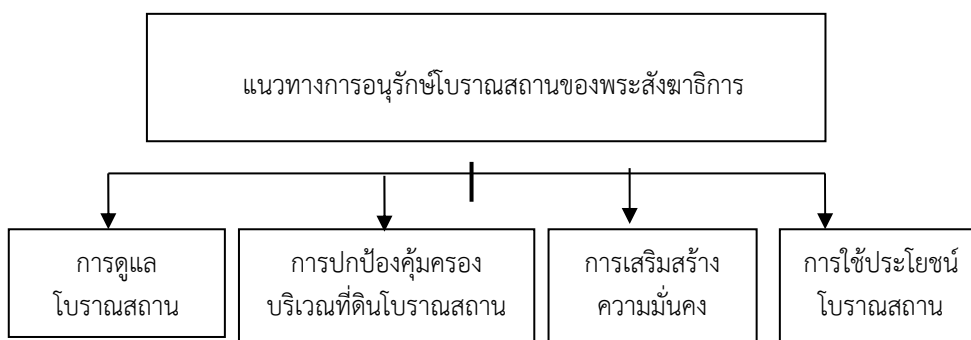 แนวทางการอนุรักษ์โบราณสถานของพระสังฆาธิการ
การดูแล
โบราณสถาน
การปกป้องคุ้มครอง
บริเวณที่ดินโบราณสถาน
การเสริมสร้าง
ความมั่นคง
การใช้ประโยชน์
โบราณสถาน